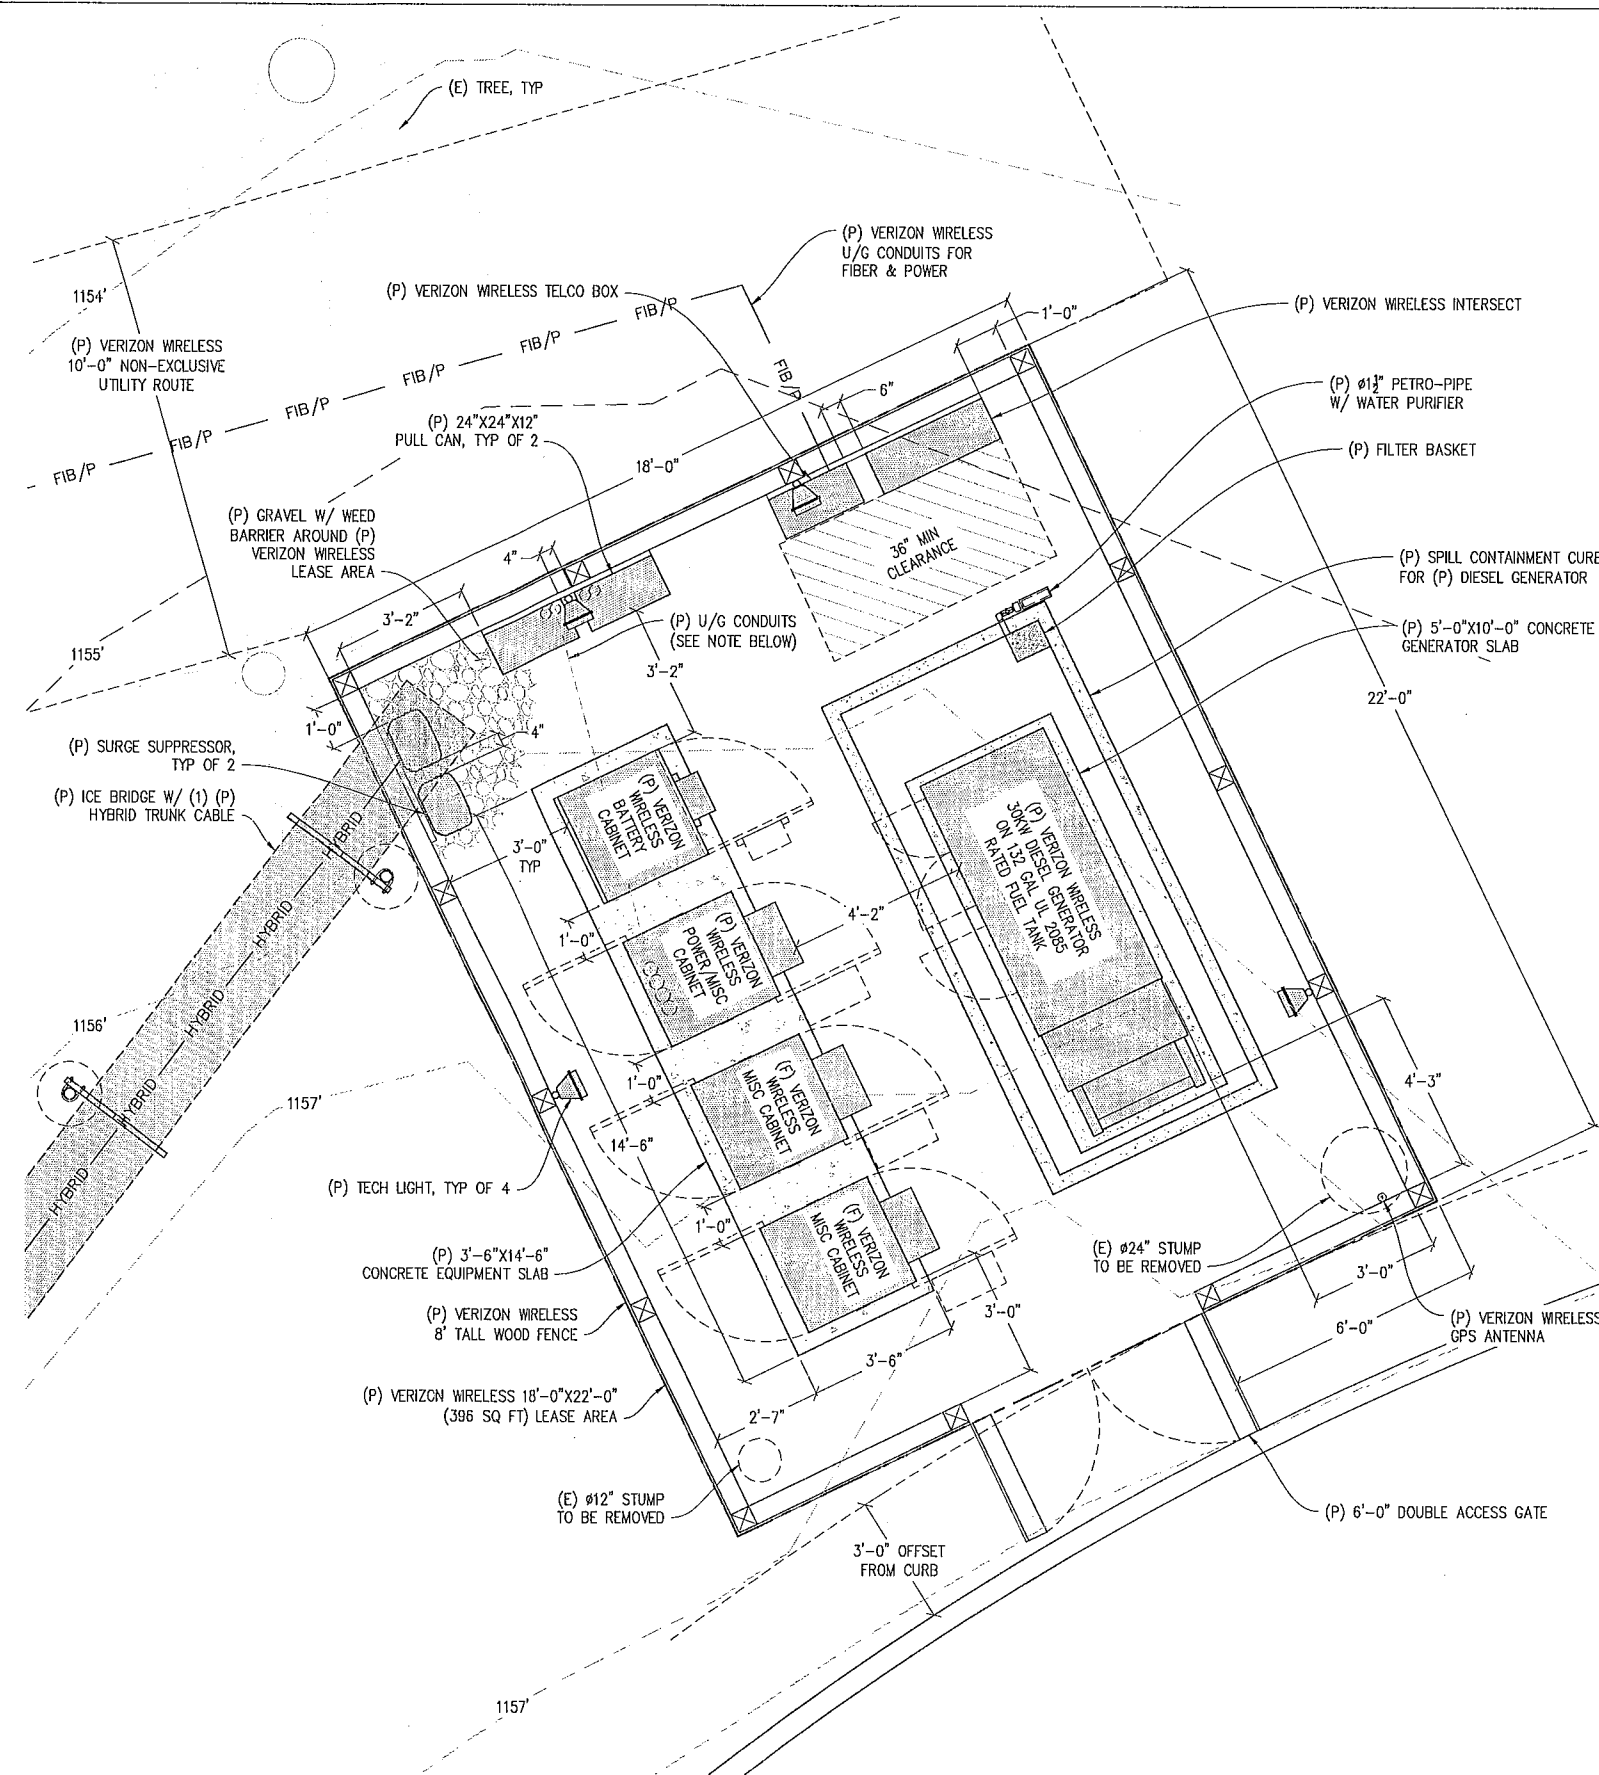 (E) TREE, TYP
(P) VERIZON WIRELESS
U/G CONDUITS FOR
FIBER & POWER
(P) VERIZON WIRELESS TELCO BOX
1154'
FIB/P
FIB/P
FIB/P
FIB/P
FIB/P
FIB/P
FIB/P
(P) VERIZON WIRELESS
10'-0" NON-EXCLUSIVE
UTILITY ROUTE
1'-0"
(P) VERIZON WIRELESS INTERSECT
6"
(P) ø1½" PETRO-PIPE
W/ WATER PURIFIER
(P) 24"X24"X12"
PULL CAN, TYP OF 2
18'-0"
(P) FILTER BASKET
(P) GRAVEL W/ WEED
BARRIER AROUND (P)
VERIZON WIRELESS
LEASE AREA
4"
36" MIN
CLEARANCE
(P) SPILL CONTAINMENT CURB
FOR (P) DIESEL GENERATOR
3'-2"
(P) U/G CONDUITS
(SEE NOTE BELOW)
(P) 5'-0"X10'-0" CONCRETE
GENERATOR SLAB
1155'
3'-2"
22'-0"
1'-0"
4"
(P) SURGE SUPPRESSOR,
TYP OF 2
(P) ICE BRIDGE W/ (1) (P)
HYBRID TRUNK CABLE
HYBRID
HYBRID
HYBRID
HYBRID
HYBRID
3'-0"
TYP
(P) VERIZON
WIRELESS
BATTERY
CABINET
(P) VERIZON WIRELESS
30KW DIESEL GENERATOR
ON 132 GAL UL 2085
RATED FUEL TANK
4'-2"
1'-0"
(P) VERIZON
WIRELESS
POWER/MISC
CABINET
1156'
1'-0"
(F) VERIZON
WIRELESS
MISC CABINET
4'-3"
1157'
14'-6"
(P) TECH LIGHT, TYP OF 4
1'-0"
(F) VERIZON
WIRELESS
MISC CABINET
(P) 3'-6"X14'-6"
CONCRETE EQUIPMENT SLAB
(E) ø24" STUMP
TO BE REMOVED
3'-0"
(P) VERIZON WIRELESS
8' TALL WOOD FENCE
3'-0"
6'-0"
(P) VERIZON WIRELESS
GPS ANTENNA
3'-6"
(P) VERIZON WIRELESS 18'-0"X22'-0"
(396 SQ FT) LEASE AREA
2'-7"
(E) ø12" STUMP
TO BE REMOVED
(P) 6'-0" DOUBLE ACCESS GATE
3'-0" OFFSET
FROM CURB
1157'